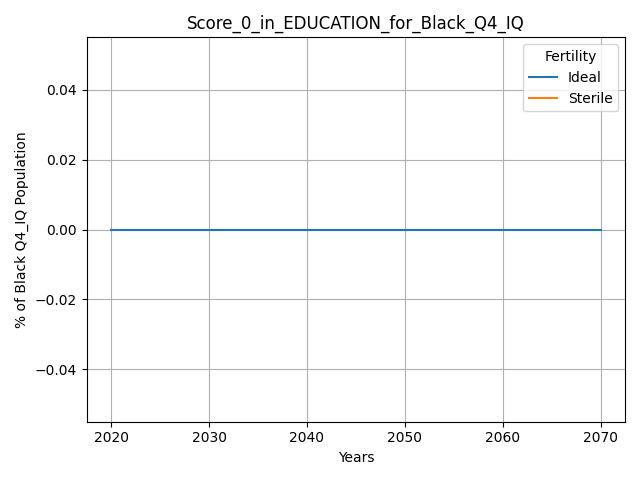 Score_0_in_EDUCATION_for_Black_Q4_IQ
Fertility
Ideal
Sterile
% of Black Q4_IQ Population
0.04
0.02
0.00
−0.02
−0.04
2020 2030 2040 2050 2060 2070
Years